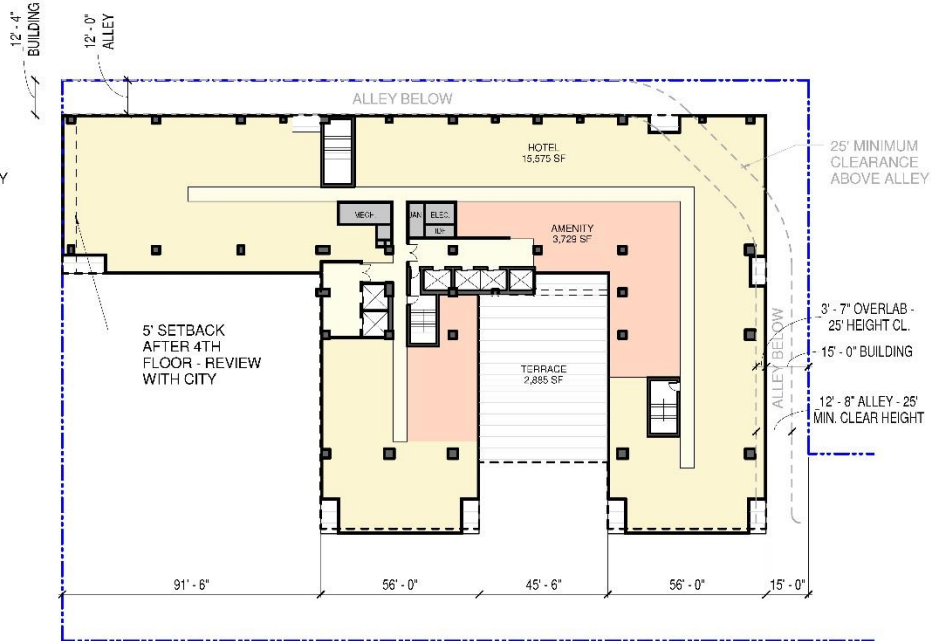 12' - 4"
BUILDING
12' - 0"
ALLEY
ALLEY BELOW
HOTEL
15,575 SF
25' MINIMUM
CLEARANCE
ABOVE ALLEY
Y
MECH.
JAN.
ELEC.
IDF
AMENITY
3,729 SF
5' SETBACK
AFTER 4TH
FLOOR - REVIEW
WITH CITY
TERRACE
2,885 SF
ALLEY BELOW
3' - 7" OVERLAB -
25' HEIGHT CL.
15' - 0" BUILDING
12' - 8" ALLEY - 25'
MIN. CLEAR HEIGHT
91' - 6"
56' - 0"
45' - 6"
56' - 0"
15' - 0"